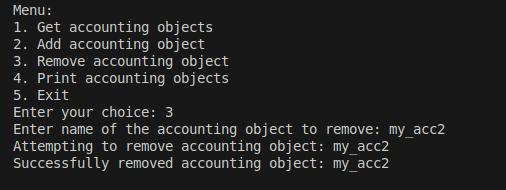 Menu:
1. Get accounting objects
2. Add accounting object
3. Remove accounting object
4. Print accounting objects
5. Exit
Enter your choice: 3
Enter name of the accounting object to remove: my_acc2
Attempting to remove accounting object: my_acc2
Successfully removed accounting object: my_acc2